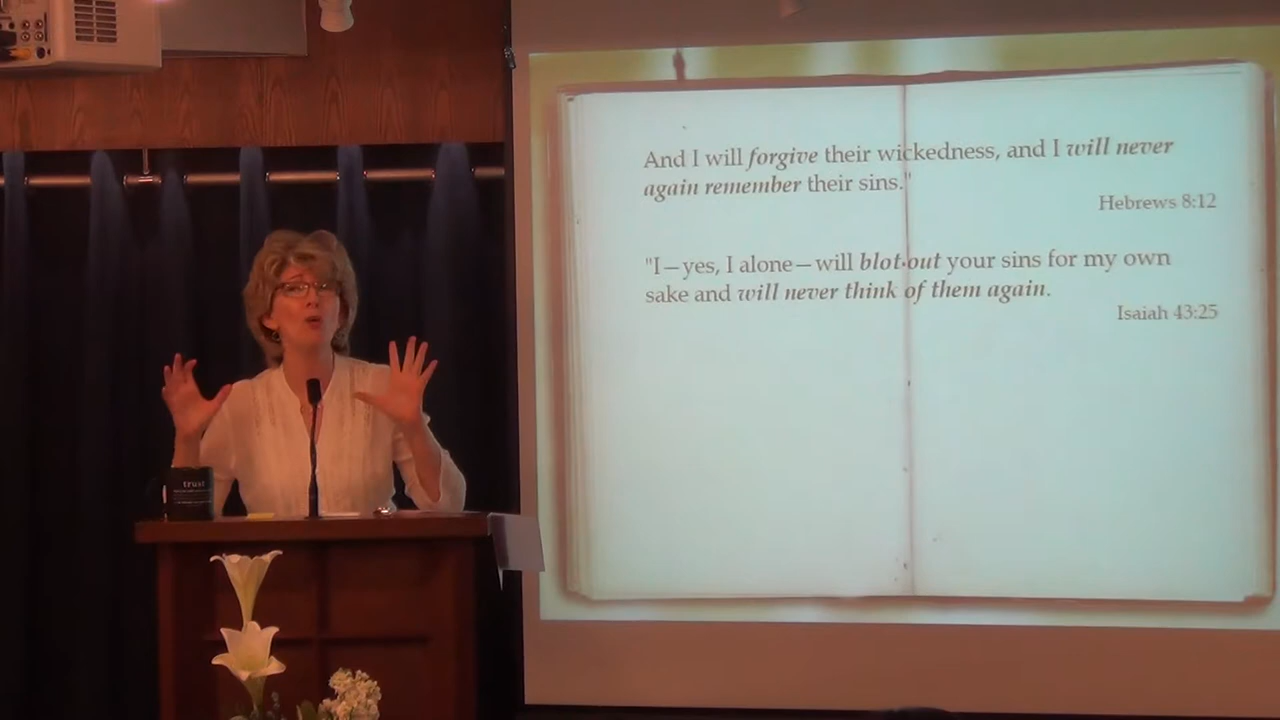 And I will forgive their wickedness, and I will never
again remember their sins."
Hebrews 8:12
"I—yes, I alone—will blot out your sins for my own
sake and will never think of them again.
Isaiah 43:25
trust